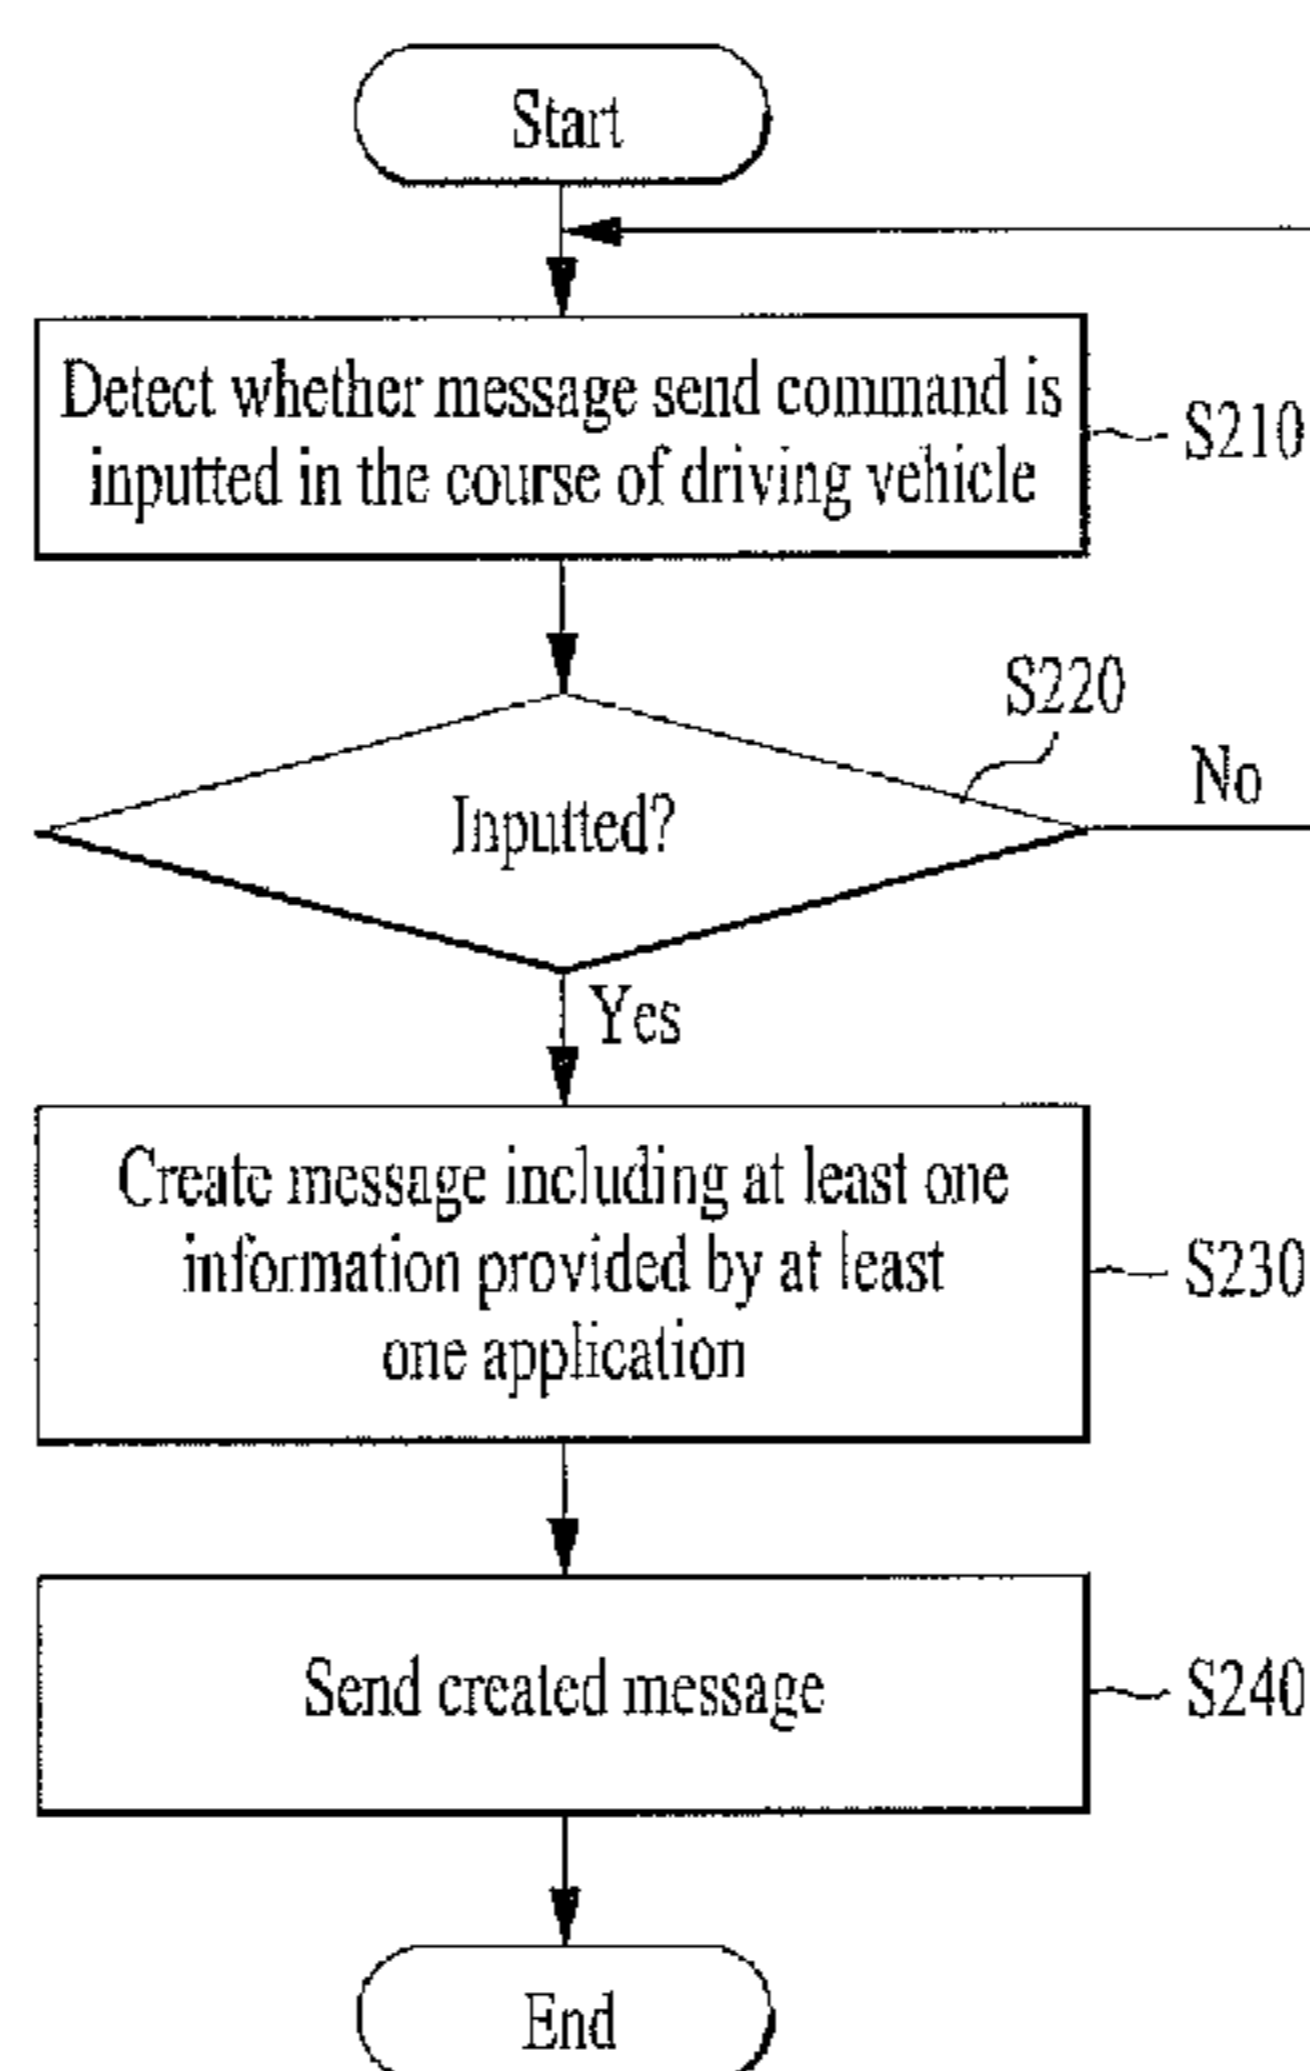 Start
Detect whether message send command is
inputted in the course of driving vehicle
S210
S220
Inputted?
No
Yes
Create message including at least one
information provided by at least
one application
S230
Send created message
S240
End